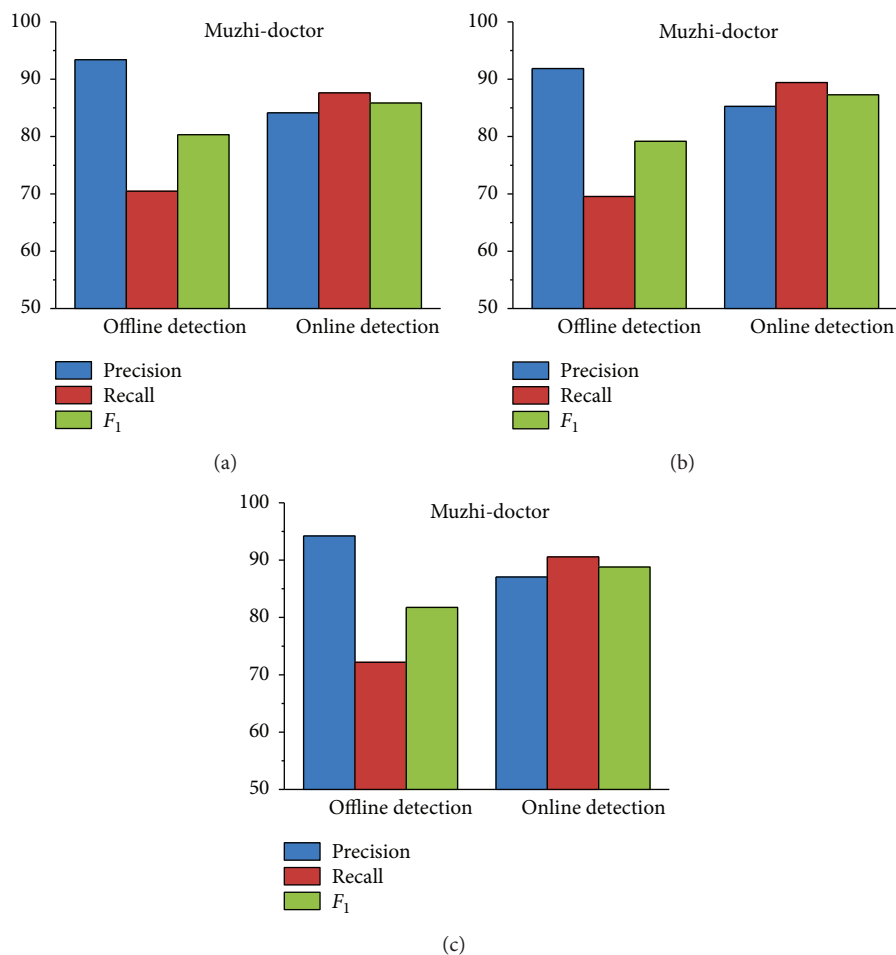 Muzhi-doctor
100
90
80
70
60
50
Offline detection
Online detection
Precision
Recall
F1
(a)
Muzhi-doctor
100
90
80
70
60
50
Offline detection
Online detection
Precision
Recall
F1
(b)
Muzhi-doctor
100
90
80
70
60
50
Offline detection
Online detection
Precision
Recall
F1
(c)